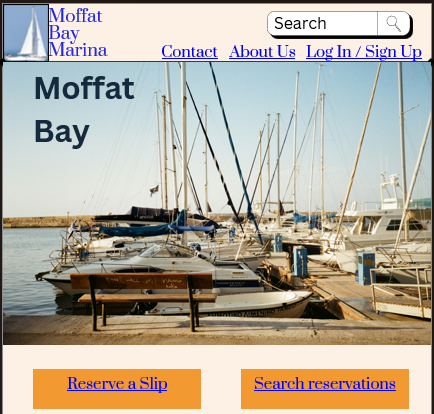 Moffat
Bay
Marina
Search
Contact About Us Log In / Sign Up
Moffat
Bay
Reserve a Slip
Search reservations